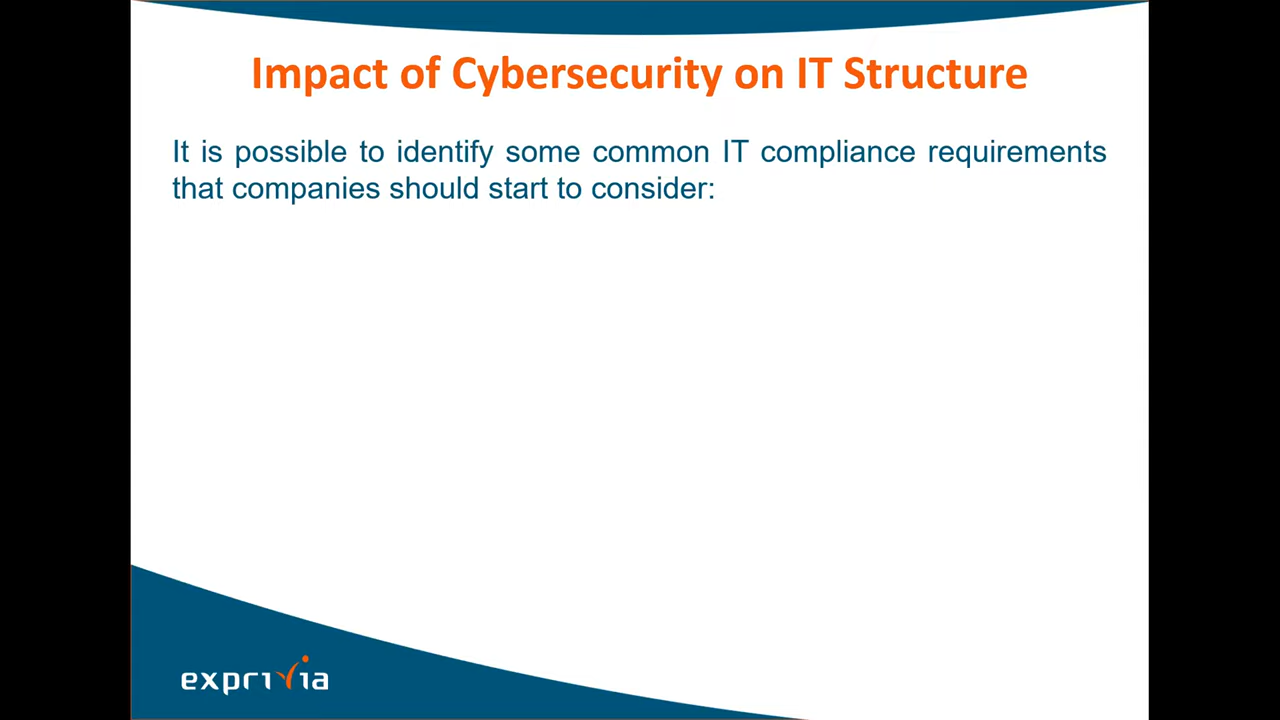 Impact of Cybersecurity on IT Structure
It is possible to identify some common IT compliance requirements
that companies should start to consider:
exprivia